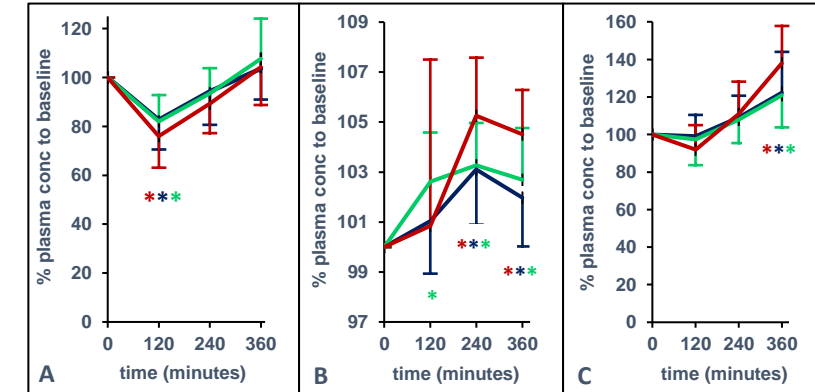 % plasma conc to baseline
120
100
80
60
40
20
0
***
0 120 240 360
time (minutes)
A
% plasma conc to baseline
109
107
105
103
101
99
97
*
***
***
0 120 240 360
time (minutes)
B
% plasma conc to baseline
160
140
120
100
80
60
40
20
0
***
0 120 240 360
time (minutes)
C